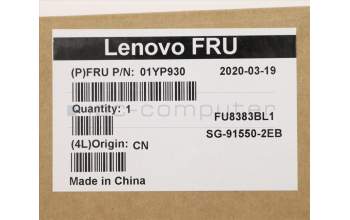 Lenovo FRU
(P)FRU P/N: 01YP930 2020-03-19
Quantity: 1
FU8383BL1
SG-91550-2EB
(4L)Origin: CN
Made in China